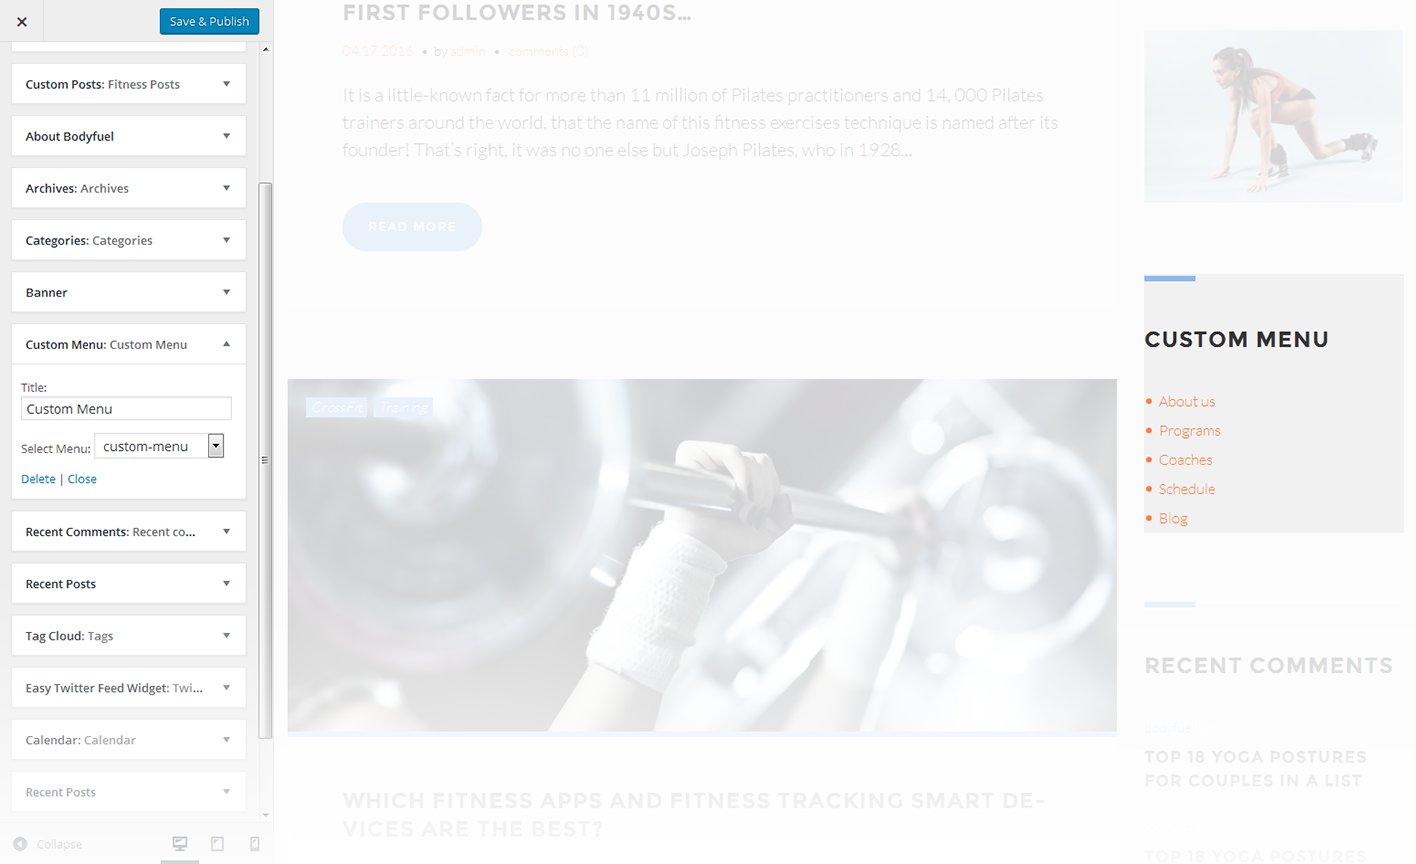 Save & Publish
Custom Posts: Fitness Posts
About Bodyfuel
Archives: Archives
Categories: Categories
Banner
Custom Menu: Custom Menu
Title:
Custom Menu
Select Menu: custom-menu
Delete | Close
Recent Comments: Recent co...
Recent Posts
Tag Cloud: Tags
Easy Twitter Feed Widget: Twi...
Calendar: Calendar
Recent Posts
Collapse
FIRST FOLLOWERS IN 1940S...
04.17.2016 • by admin • comments (0)
It is a little-known fact for more than 11 million of Pilates practitioners and 14, 000 Pilates
trainers around the world, that the name of this fitness exercises technique is named after its
founder! That's right, it was no one else but Joseph Pilates, who in 1928...
READ MORE
CrossFit Training
WHICH FITNESS APPS AND FITNESS TRACKING SMART DE-
VICES ARE THE BEST?
CUSTOM MENU
• About us
• Programs
• Coaches
• Schedule
• Blog
RECENT COMMENTS
TOP 18 YOGA POSTURES
FOR COUPLES IN A LIST
TOP 18 YOGA POSTURES